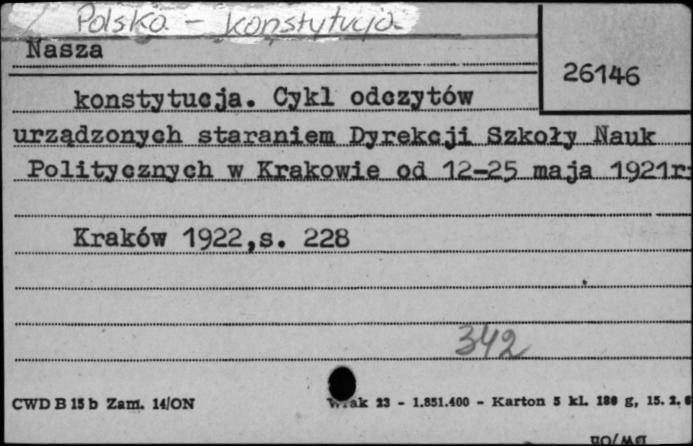 Polska - konstytucja.
Nasza
26146
konstytucja. Cykl odczytów
urządzonych staraniem Dyrekcji Szkoły Nauk
Politycznych w Krakowie od 12-25 maja 1921r.
Kraków 1922,s. 228
342
CWD B 15 b Zam. 14/ON
23 - 1.851.400 - Karton 5 kl. 180 g, 15. 2. 6